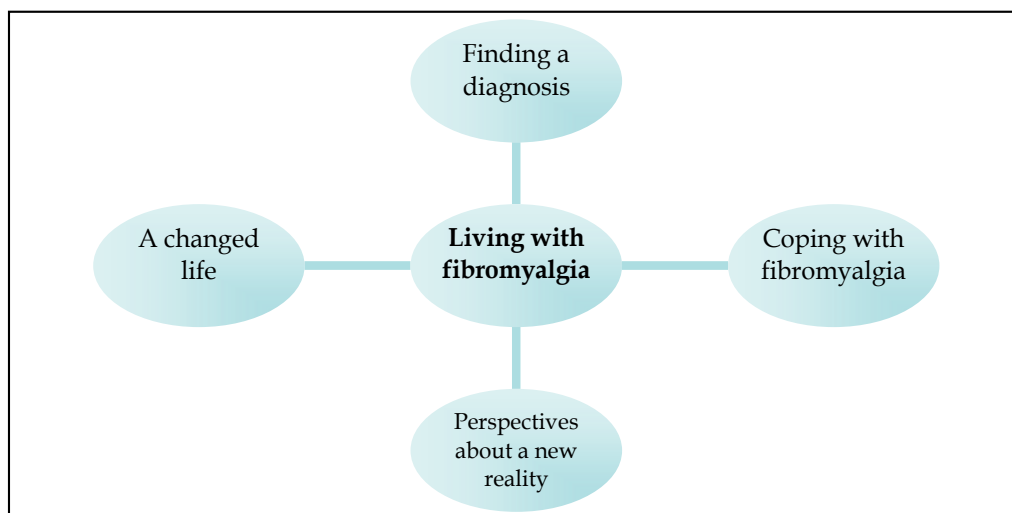 Finding a
diagnosis
A changed
life
Living with
fibromyalgia
Coping with
fibromyalgia
Perspectives
about a new
reality